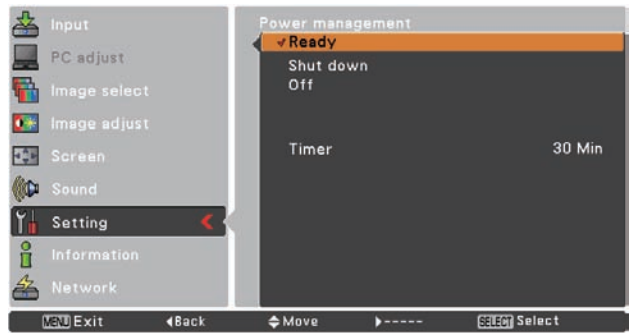 Input
PC adjust
Image select
Image adjust
Screen
Sound
Setting
Information
Network
Power management
Ready
Shut down
Off
Timer 30 Min
MENU Exit Back Move ----- SELECT Select